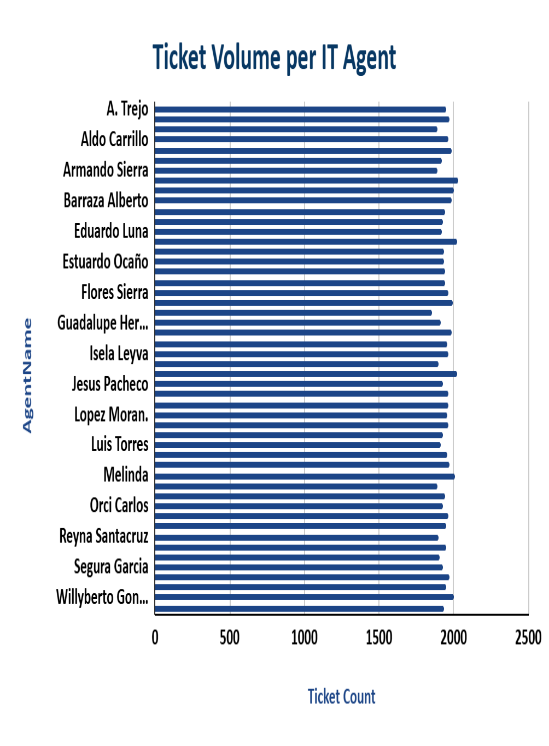 Ticket Volume per IT Agent
A. Trejo
Aldo Carrillo
Armando Sierra
Barraza Alberto
Eduardo Luna
Estuardo Ocaño
Flores Sierra
Guadalupe Her...
Isela Leyva
Jesus Pacheco
Lopez Moran.
Luis Torres
Melinda
Orci Carlos
Reyna Santacruz
Segura Garcia
Willyberto Gon...
AgentName
0 500 1000 1500 2000 2500
Ticket Count